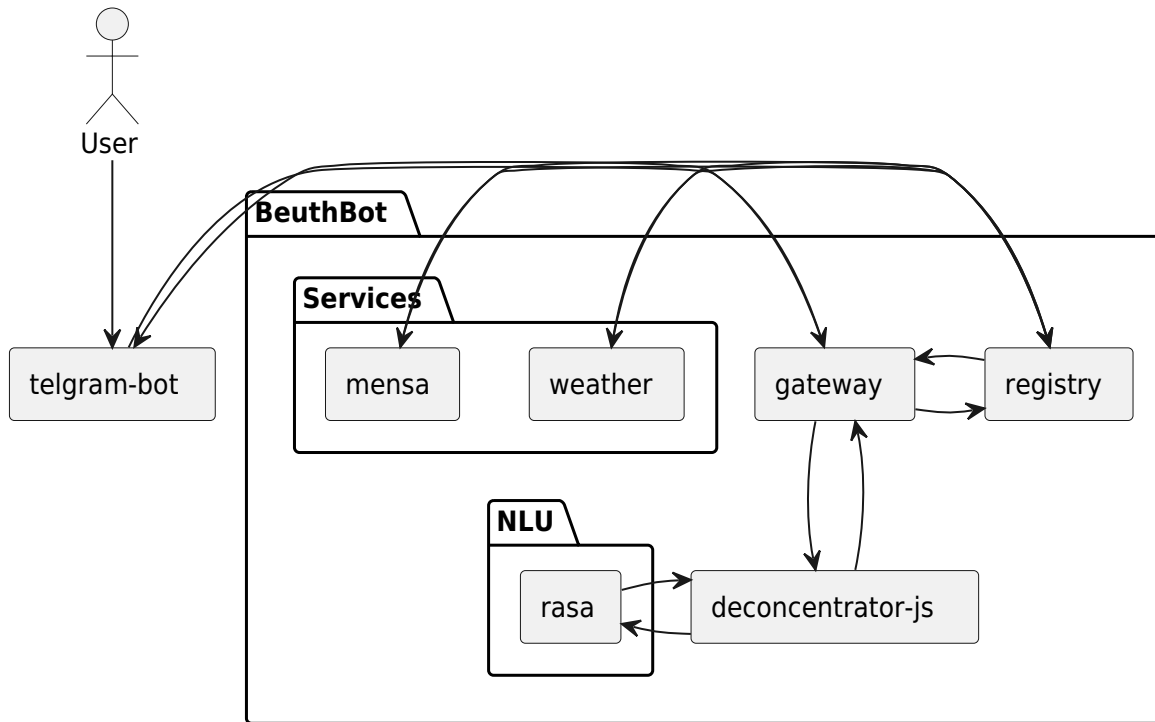 User
BeuthBot
Services
telgram-bot
mensa
weather
gateway
registry
NLU
rasa
deconcentrator-js